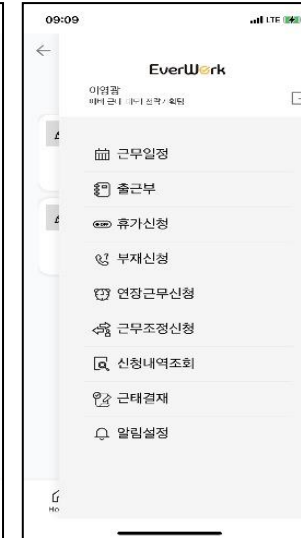 09:09
LTE
EverWork
이영광
근무일정
출근부
휴가신청
부재신청
연장근무신청
근무조정신청
신청내역조회
근태결재
알림설정
Ho